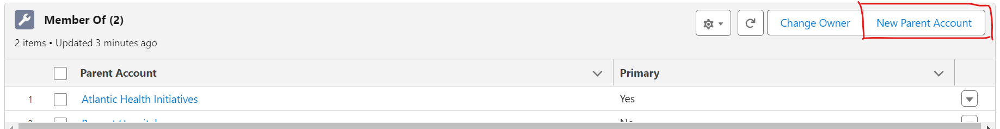 Member Of (2)
2 items • Updated 3 minutes ago
Change Owner
New Parent Account
Parent Account
Primary
1
Atlantic Health Initiatives
Yes